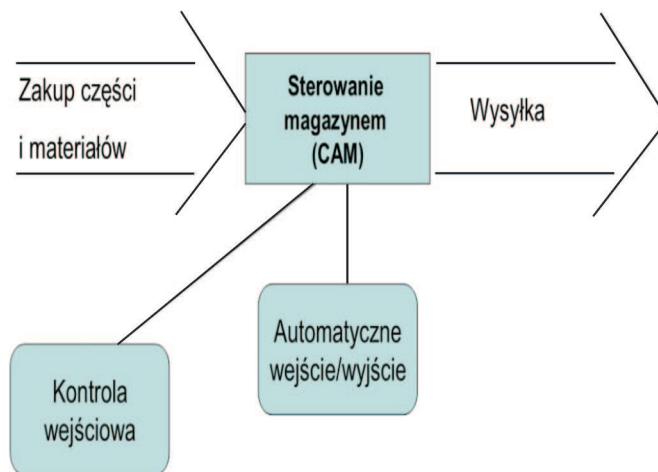 Zakup części
i materiałów
Sterowanie
magazynem
(CAM)
Wysyłka
Automatyczne
wejście/wyjście
Kontrola
wejściowa